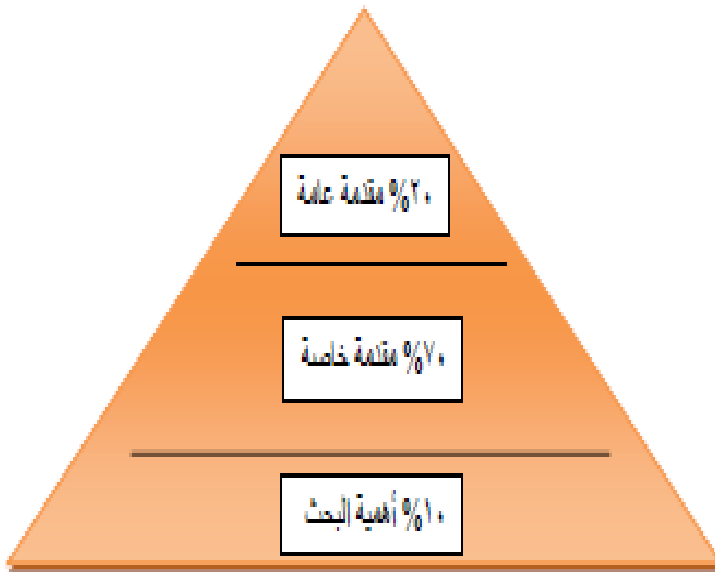 ٢٠% مقدمة عامة
٧٠% مقدمة خاصة
١٠% أهمية البحث